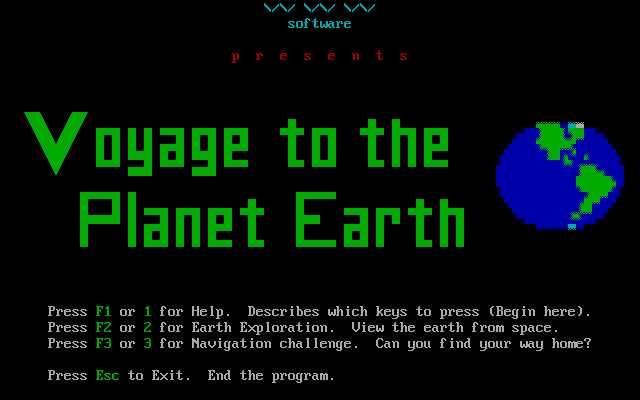 software
p r e s e n t s
Voyage to the
Planet Earth
Press F1 or 1 for Help.  Describes which keys to press (Begin here).
Press F2 or 2 for Earth Exploration.  View the earth from space.
Press F3 or 3 for Navigation challenge.  Can you find your way home?
Press Esc to Exit.  End the program.